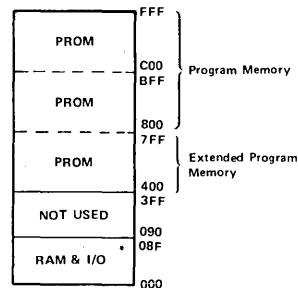 FFF
PROM
C00
BFF
Program Memory
PROM
800
7FF
PROM
Extended Program
Memory
400
3FF
NOT USED
090
08F
RAM & I/O
000